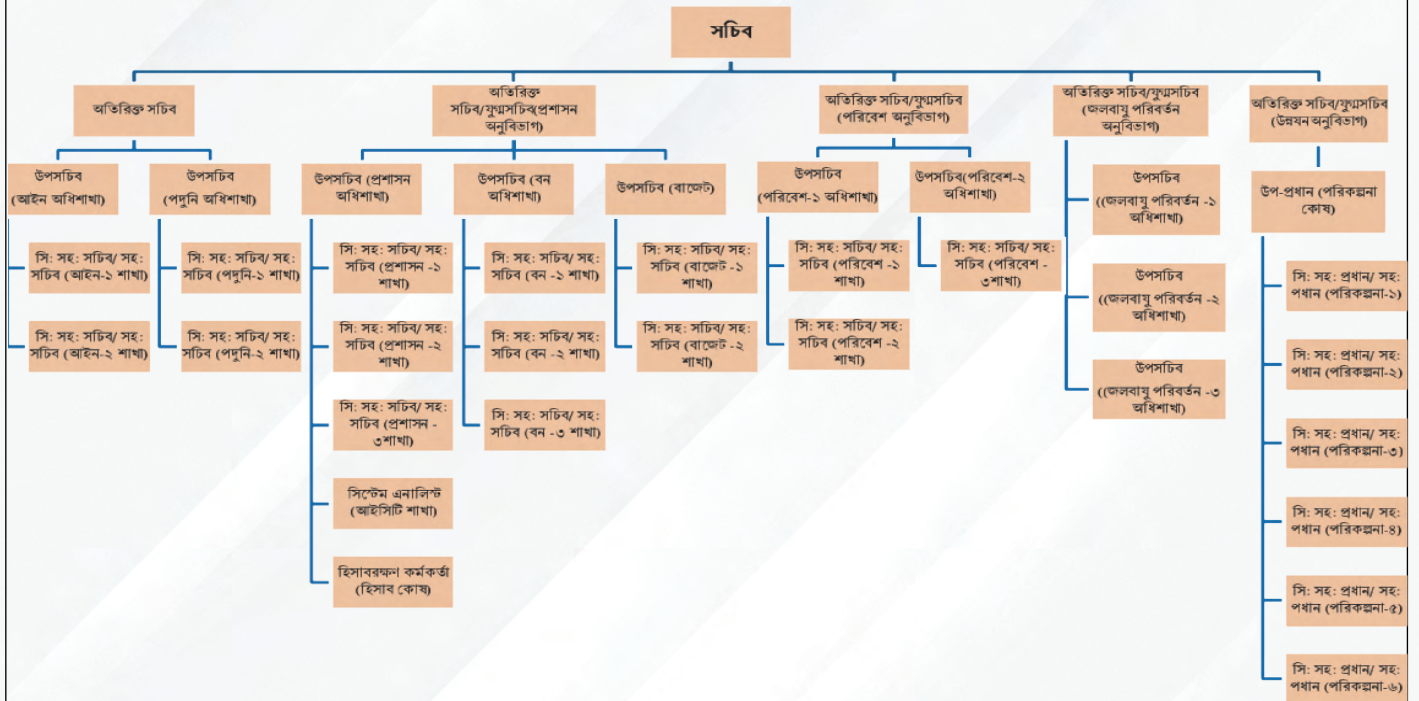 সচিব
অতিরিক্ত সচিব
অতিরিক্ত
সচিব/যুগ্মসচিব(প্রশাসন
অনুবিভাগ)
অতিরিক্ত সচিব/যুগ্মসচিব
(পরিবেশ অনুবিভাগ)
অতিরিক্ত সচিব/যুগ্মসচিব
(জলবায়ু পরিবর্তন
অনুবিভাগ)
অতিরিক্ত সচিব/যুগ্মসচিব
(উন্নয়নঅনুবিভাগ)
উপসচিব
(আইন অধিশাখা)
উপসচিব
(পদুনি অধিশাখা)
উপসচিব (প্রশাসন
অধিশাখা)
উপসচিব (বন
অধিশাখা)
উপসচিব (বাজেট)
উপসচিব
(পরিবেশ-১ অধিশাখা)
উপসচিব(পরিবেশ-২
অধিশাখা)
উপসচিব
((জলবায়ু পরিবর্তন -১
অধিশাখা)
উপসচিব
((জলবায়ু পরিবর্তন -২
অধিশাখা)
উপসচিব
((জলবায়ু পরিবর্তন -৩
অধিশাখা)
উপ-প্রধান (পরিকল্পনা
কোষ)
সি: সহ: সচিব/ সহ:
সচিব (আইন-১ শাখা)
সি: সহ: সচিব/ সহ:
সচিব (আইন-২ শাখা)
সি: সহ: সচিব/ সহ:
সচিব (পদুনি-১ শাখা)
সি: সহ: সচিব/ সহ:
সচিব (পদুনি-২ শাখা)
সি: সহ: সচিব/ সহ:
সচিব (প্রশাসন -১
শাখা)
সি: সহ: সচিব/ সহ:
সচিব (প্রশাসন -২
শাখা)
সি: সহ: সচিব/ সহ:
সচিব (প্রশাসন -
৩শাখা)
সিস্টেম এনালিস্ট
(আইসিটি শাখা)
হিসাবরক্ষণ কর্মকর্তা
(হিসাব কোষ)
সি: সহ: সচিব/ সহ:
সচিব (বন -১ শাখা)
সি: সহ: সচিব/ সহ:
সচিব (বন -২ শাখা)
সি: সহ: সচিব/ সহ:
সচিব (বন -৩ শাখা)
সি: সহ: সচিব/ সহ:
সচিব (বাজেট -১
শাখা)
সি: সহ: সচিব/ সহ:
সচিব (বাজেট -২
শাখা)
সি: সহ: সচিব/ সহ:
সচিব (পরিবেশ -১
শাখা)
সি: সহ: সচিব/ সহ:
সচিব (পরিবেশ -২
শাখা)
সি: সহ: সচিব/ সহ:
সচিব (পরিবেশ -
৩শাখা)
সি: সহ: প্রধান/ সহ:
পধান (পরিকল্পনা-১)
সি: সহ: প্রধান/ সহ:
পধান (পরিকল্পনা-২)
সি: সহ: প্রধান/ সহ:
পধান (পরিকল্পনা-৩)
সি: সহ: প্রধান/ সহ:
পধান (পরিকল্পনা-৪)
সি: সহ: প্রধান/ সহ:
পধান (পরিকল্পনা-৫)
সি: সহ: প্রধান/ সহ:
পধান (পরিকল্পনা-৬)